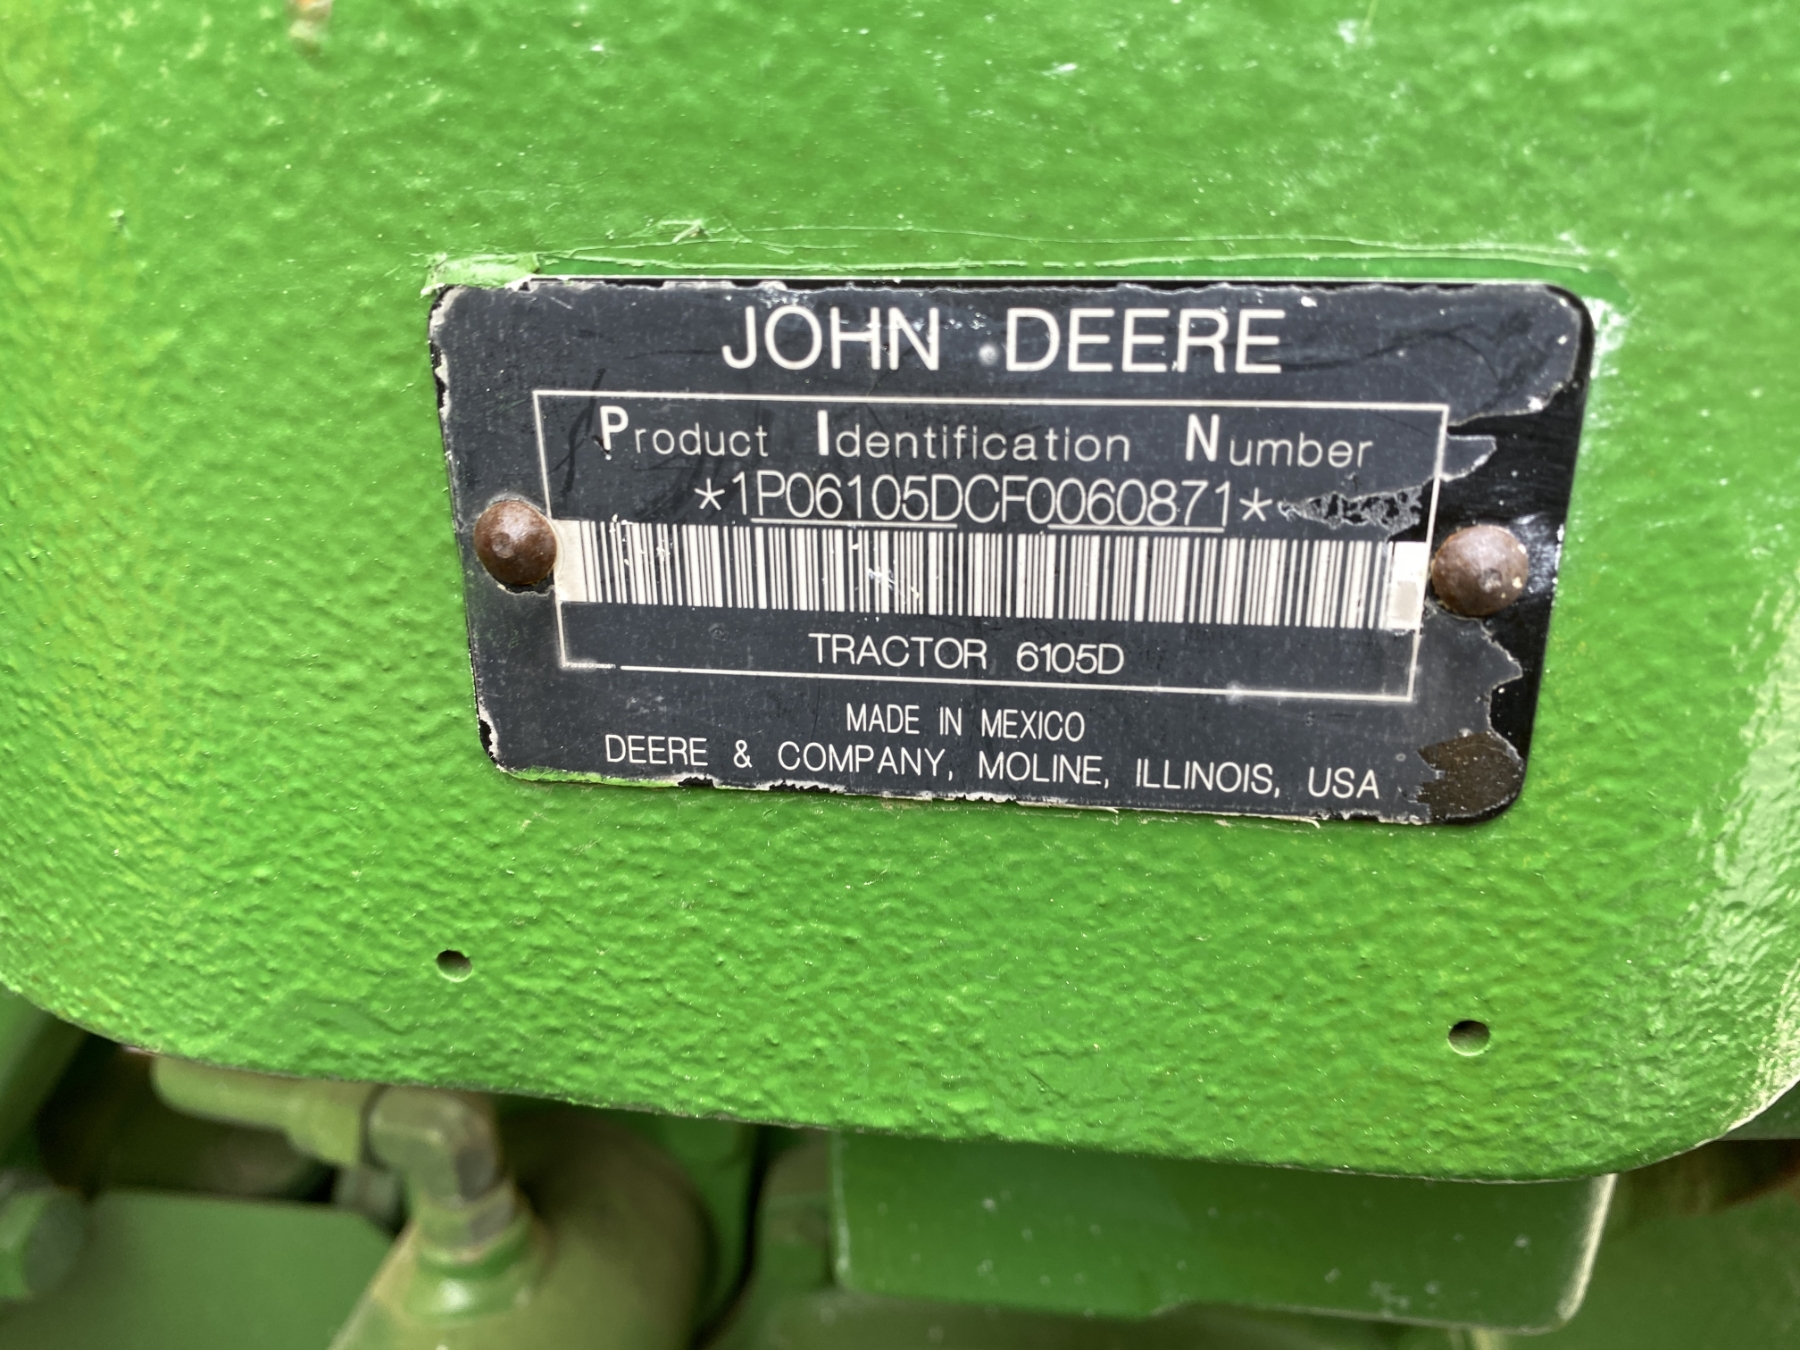 JOHN DEERE
Product Identification Number
*1P06105DCF0060871*
TRACTOR 6105D
MADE IN MEXICO
DEERE & COMPANY, MOLINE, ILLINOIS, USA